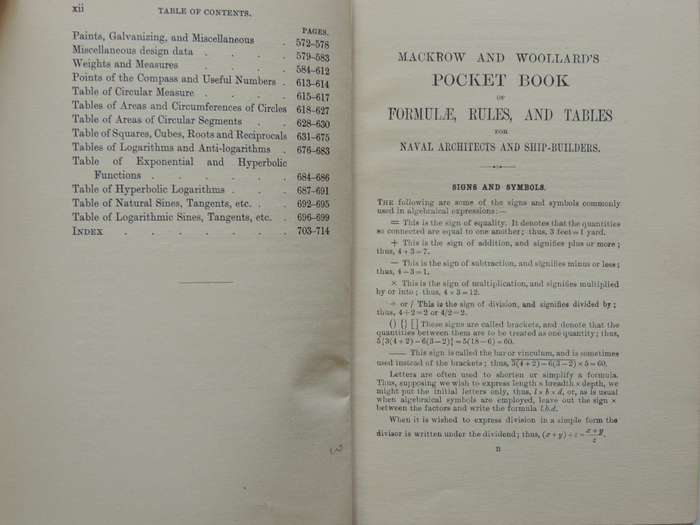 xii TABLE OF CONTENTS.
PAGES.
Paints, Galvanizing, and Miscellaneous . 572–578
Miscellaneous design data . . . . 579–583
Weights and Measures . . . . 584–612
Points of the Compass and Useful Numbers . 613–614
Table of Circular Measure . . . . 615–617
Tables of Areas and Circumferences of Circles 618–627
Table of Areas of Circular Segments . . 628–630
Table of Squares, Cubes, Roots and Reciprocals 631–675
Tables of Logarithms and Anti-logarithms . 676–683
Table of Exponential and Hyperbolic
Functions . . . . . . 684–686
Table of Hyperbolic Logarithms . . . 687–691
Table of Natural Sines, Tangents, etc. . . 692–695
Table of Logarithmic Sines, Tangents, etc. . 696–699
INDEX . . . . . . . 703–714
MACKROW AND WOOLLARD'S
POCKET BOOK
OF
FORMULÆ, RULES, AND TABLES
FOR
NAVAL ARCHITECTS AND SHIP-BUILDERS.
SIGNS AND SYMBOLS.
THE following are some of the signs and symbols commonly
used in algebraical expressions:—
= This is the sign of equality. It denotes that the quantities
so connected are equal to one another; thus, 3 feet = 1 yard.
+ This is the sign of addition, and signifies plus or more;
thus, 4 + 3 = 7.
− This is the sign of subtraction, and signifies minus or less;
thus, 4 − 3 = 1.
× This is the sign of multiplication, and signifies multiplied
by or into; thus, 4 × 3 = 12.
÷ or / This is the sign of division, and signifies divided by;
thus, 4 ÷ 2 = 2 or 4/2 = 2.
() {} [] These signs are called brackets, and denote that the
quantities between them are to be treated as one quantity; thus,
5{3(4+2)−6(3−2)} = 5(18−6) = 60.
—— This sign is called the bar or vinculum, and is sometimes
used instead of the brackets; thus, 3(4+2)−6(3−2) × 5 = 60.
Letters are often used to shorten or simplify a formula.
Thus, supposing we wish to express length × breadth × depth, we
might put the initial letters only, thus, l × b × d, or, as is usual
when algebraical symbols are employed, leave out the sign ×
between the factors and write the formula l.b.d.
When it is wished to express division in a simple form the
divisor is written under the dividend; thus, (x + y) ÷ z = x + y / z.
B